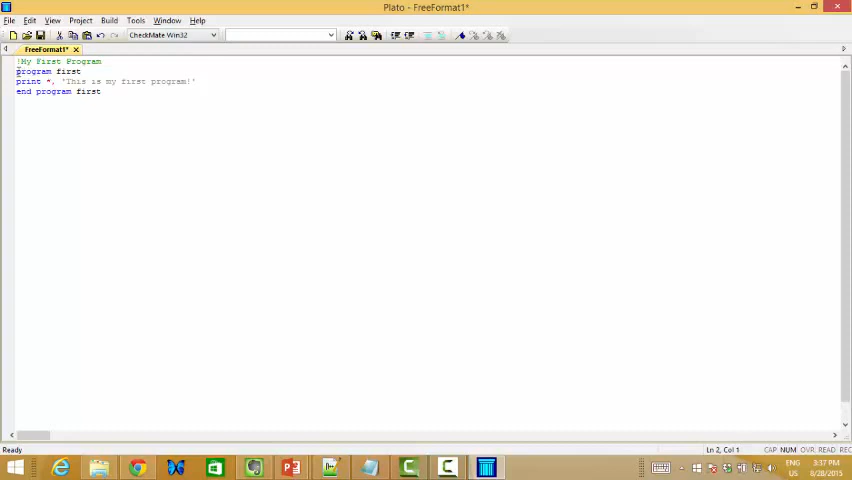 Plato - FreeFormat1*
File Edit View Project Build Tools Window Help
CheckMate Win32
FreeFormat1*
!My First Program
program first
print *, 'This is my first program!'
end program first
Ready
Ln 2, Col 1
CAP NUM OVR READ REC
ENG 3:37 PM
US 8/28/2015